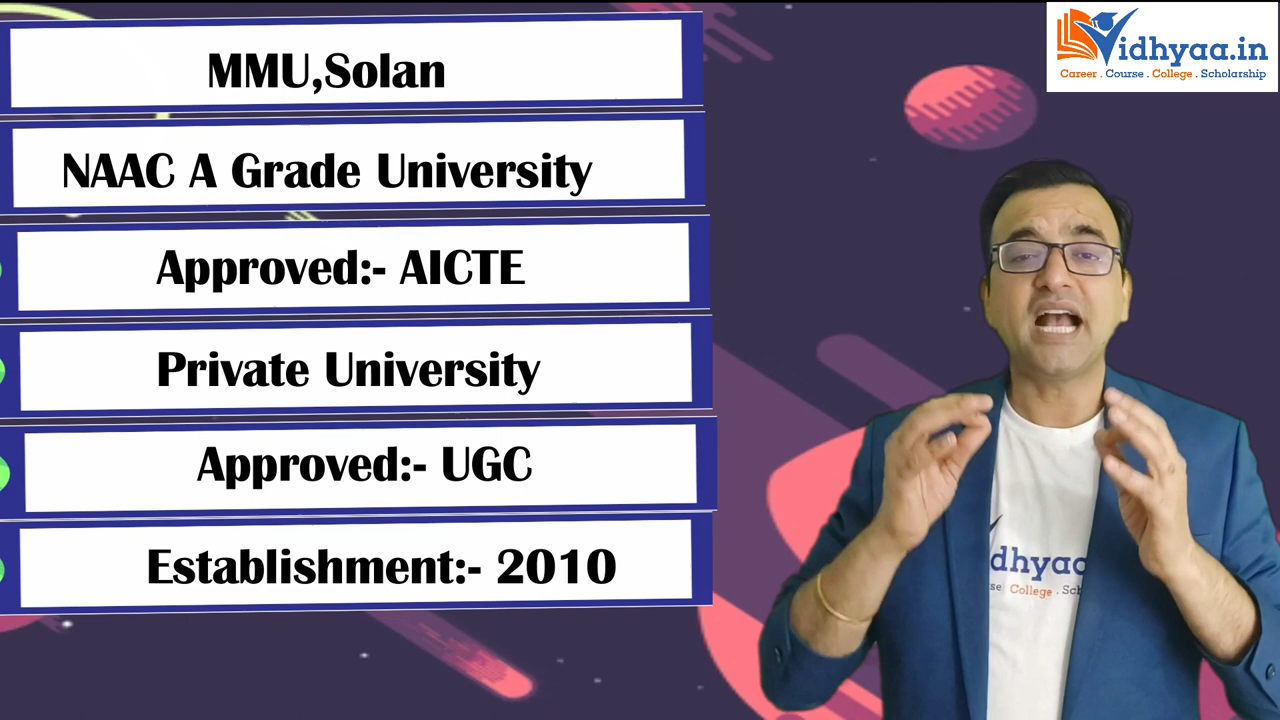 MMU,Solan
NAAC A Grade University
Approved:- AICTE
Private University
Approved:- UGC
Establishment:- 2010
Vidhyaa.in
Career . Course . College . Scholarship
dhyaa
College .